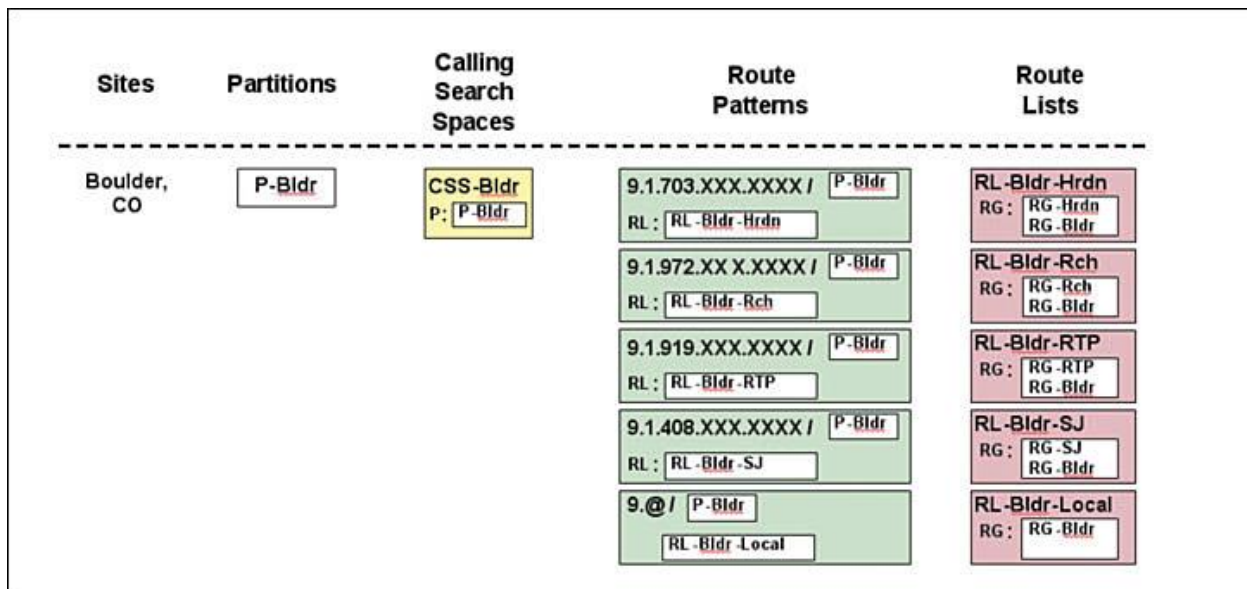 Sites
Partitions
Calling
Search
Spaces
Route
Patterns
Route
Lists
Boulder,
CO
P-Bldr
CSS-Bldr
P: P-Bldr
9.1.703.XXX.XXXX / P-Bldr
RL: RL-Bldr-Hrdn
9.1.972.XX X.XXXX / P-Bldr
RL: RL-Bldr-Rch
9.1.919.XXX.XXXX / P-Bldr
RL: RL-Bldr-RTP
9.1.408.XXX.XXXX / P-Bldr
RL: RL-Bldr-SJ
9.@ / P-Bldr
RL-Bldr-Local
RL-Bldr-Hrdn
RG: RG-Hrdn
RG-Bldr
RL-Bldr-Rch
RG: RG-Rch
RG-Bldr
RL-Bldr-RTP
RG: RG-RTP
RG-Bldr
RL-Bldr-SJ
RG: RG-SJ
RG-Bldr
RL-Bldr-Local
RG: RG-Bldr